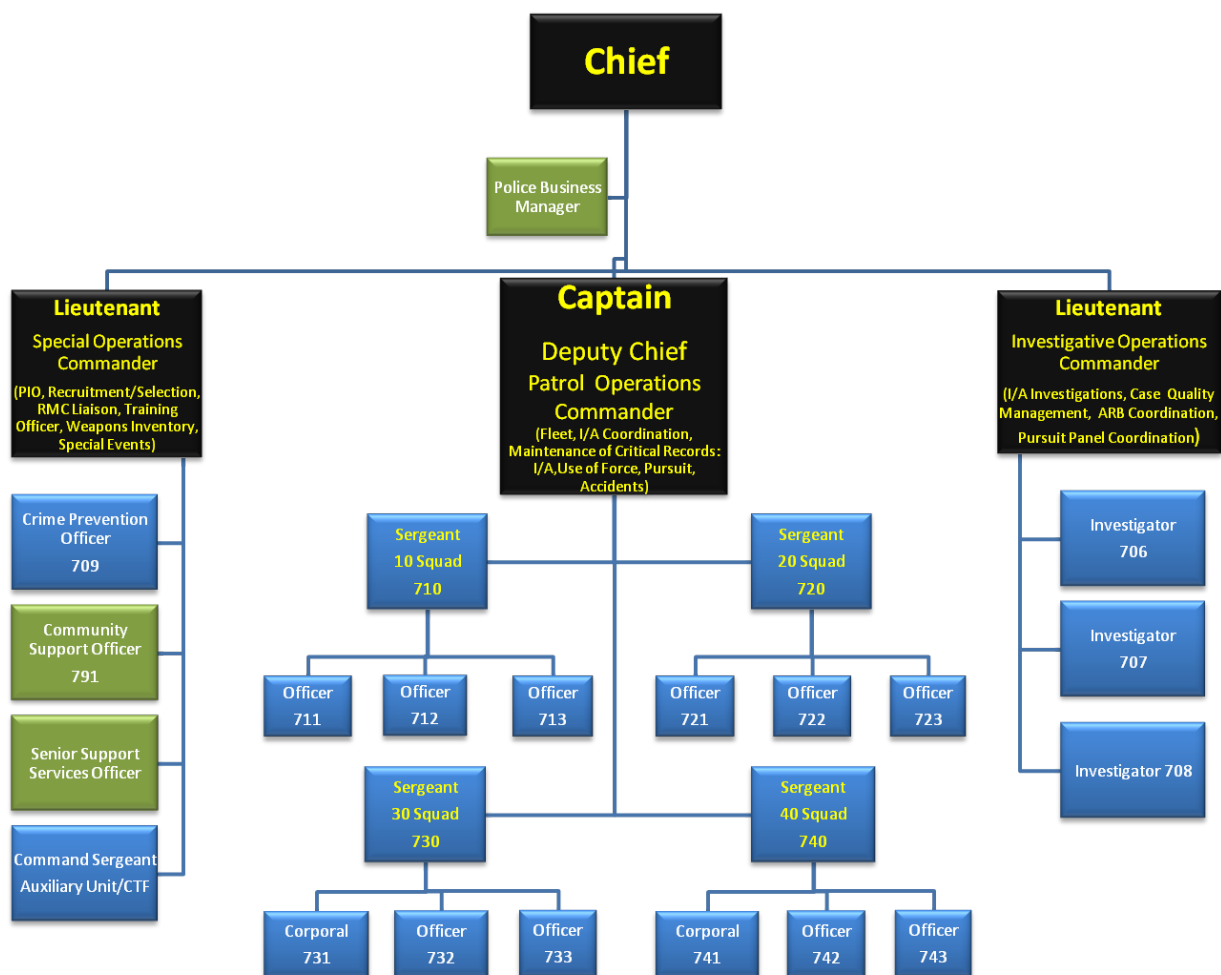 Chief
Police Business
Manager
Lieutenant
Special Operations
Commander
(PIO, Recruitment/Selection,
RMC Liaison, Training
Officer, Weapons Inventory,
Special Events)
Captain
Deputy Chief
Patrol Operations
Commander
(Fleet, I/A Coordination,
Maintenance of Critical Records:
I/A,Use of Force, Pursuit,
Accidents)
Lieutenant
Investigative Operations
Commander
(I/A Investigations, Case Quality
Management, ARB Coordination,
Pursuit Panel Coordination)
Crime Prevention
Officer
709
Community
Support Officer
791
Senior Support
Services Officer
Command Sergeant
Auxiliary Unit/CTF
Sergeant
10 Squad
710
Sergeant
20 Squad
720
Officer
711
Officer
712
Officer
713
Officer
721
Officer
722
Officer
723
Sergeant
30 Squad
730
Sergeant
40 Squad
740
Corporal
731
Officer
732
Officer
733
Corporal
741
Officer
742
Officer
743
Investigator
706
Investigator
707
Investigator 708